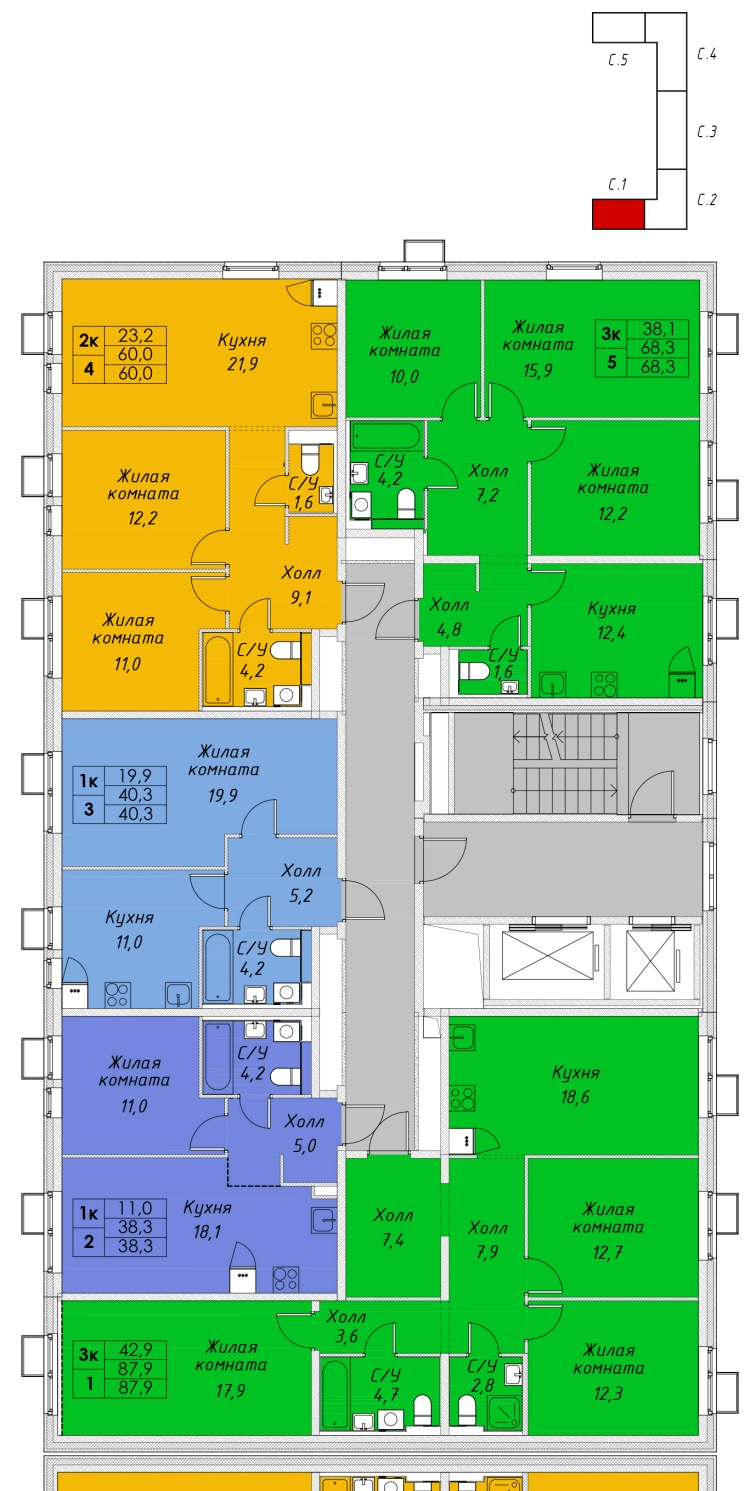 С.5
С.4
С.3
С.1
С.2
2к
4
23,2
60,0
60,0
Кухня
21,9
Жилая
комната
10,0
Жилая
комната
15,9
3к
5
38,1
68,3
68,3
Жилая
комната
12,2
С/У
1,6
С/У
4,2
Холл
7,2
Жилая
комната
12,2
Холл
9,1
Жилая
комната
11,0
С/У
4,2
Холл
4,8
Кухня
12,4
С/У
1,6
1к
3
19,9
40,3
40,3
Жилая
комната
19,9
Холл
5,2
Кухня
11,0
С/У
4,2
Жилая
комната
11,0
С/У
4,2
Холл
5,0
Кухня
18,6
1к
2
11,0
38,3
38,3
Кухня
18,1
Холл
7,4
Холл
7,9
Жилая
комната
12,7
3к
1
42,9
87,9
87,9
Жилая
комната
17,9
Холл
3,6
С/У
4,7
С/У
2,8
Жилая
комната
12,3